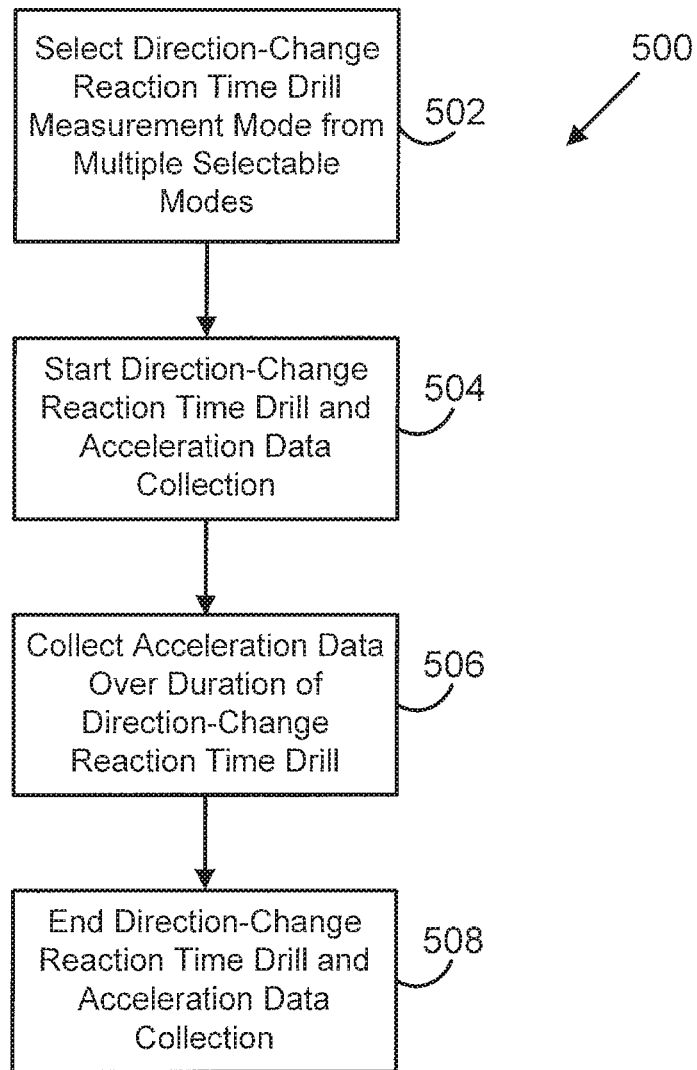 Select Direction-Change
Reaction Time Drill
Measurement Mode from
Multiple Selectable
Modes
502
500
Start Direction-Change
Reaction Time Drill and
Acceleration Data
Collection
504
Collect Acceleration Data
Over Duration of
Direction-Change
Reaction Time Drill
506
End Direction-Change
Reaction Time Drill and
Acceleration Data
Collection
508